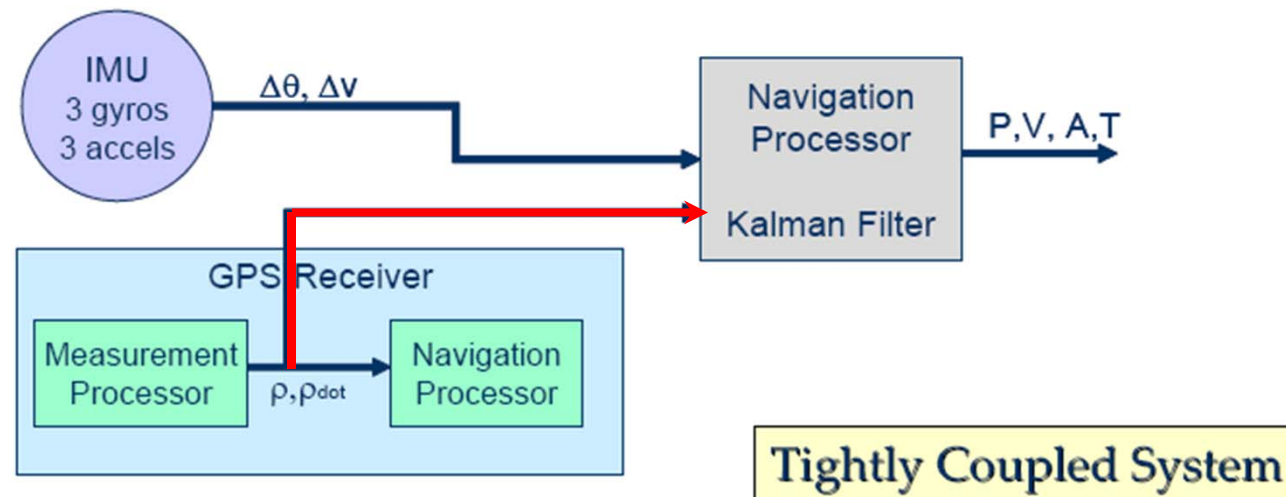 IMU
3 gyros
3 accels
Δθ, Δv
Navigation
Processor
Kalman Filter
P,V, A,T
GPS Receiver
Measurement
Processor
ρ,ρdot
Navigation
Processor
Tightly Coupled System